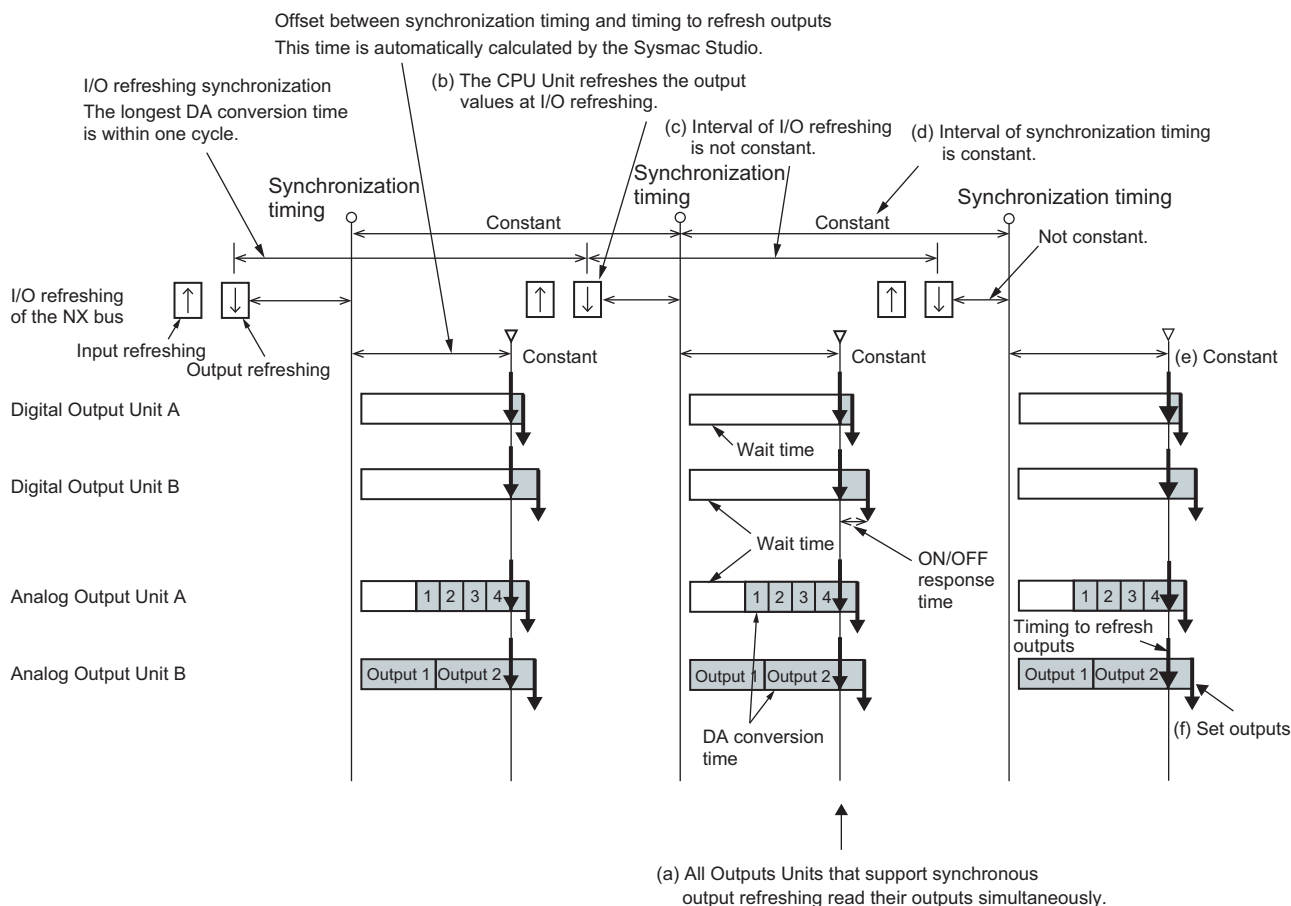 Offset between synchronization timing and timing to refresh outputs
This time is automatically calculated by the Sysmac Studio.
I/O refreshing synchronization
The longest DA conversion time
is within one cycle.
(b) The CPU Unit refreshes the output
values at I/O refreshing.
(c) Interval of I/O refreshing
is not constant.
(d) Interval of synchronization timing
is constant.
Synchronization
timing
Synchronization
timing
Synchronization timing
Constant
Constant
Not constant.
I/O refreshing
of the NX bus
Input refreshing
Output refreshing
Constant
Constant
(e) Constant
Digital Output Unit A
Wait time
Digital Output Unit B
Wait time
ON/OFF
response
time
Analog Output Unit A
1 2 3 4
1 2 3 4
1 2 3 4
Timing to refresh
outputs
Analog Output Unit B
Output 1 Output 2
Output 1 Output 2
Output 1 Output 2
DA conversion
time
(f) Set outputs
(a) All Outputs Units that support synchronous
output refreshing read their outputs simultaneously.